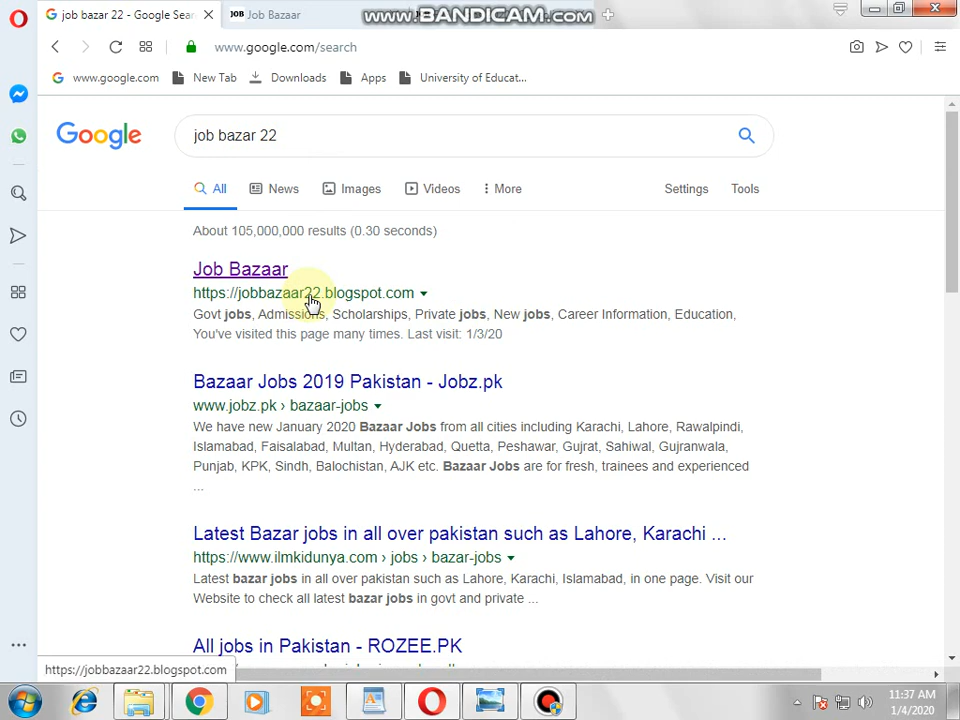 job bazar 22 - Google Sear
JOB Job Bazaar
www.BANDICAM.com
www.google.com/search
www.google.com
New Tab
Downloads
Apps
University of Educat...
Google
job bazar 22
All
News
Images
Videos
More
Settings
Tools
About 105,000,000 results (0.30 seconds)
Job Bazaar
https://jobbazaar22.blogspot.com
Govt jobs, Admissions, Scholarships, Private jobs, New jobs, Career Information, Education,
You've visited this page many times. Last visit: 1/3/20
Bazaar Jobs 2019 Pakistan - Jobz.pk
www.jobz.pk › bazaar-jobs
We have new January 2020 Bazaar Jobs from all cities including Karachi, Lahore, Rawalpindi,
Islamabad, Faisalabad, Multan, Hyderabad, Quetta, Peshawar, Gujrat, Sahiwal, Gujranwala,
Punjab, KPK, Sindh, Balochistan, AJK etc. Bazaar Jobs are for fresh, trainees and experienced
...
Latest Bazar jobs in all over pakistan such as Lahore, Karachi ...
https://www.ilmkidunya.com › jobs › bazar-jobs
Latest bazar jobs in all over pakistan such as Lahore, Karachi, Islamabad, in one page. Visit our
Website to check all latest bazar jobs in govt and private ...
All jobs in Pakistan - ROZEE.PK
https://jobbazaar22.blogspot.com
11:37 AM
1/4/2020